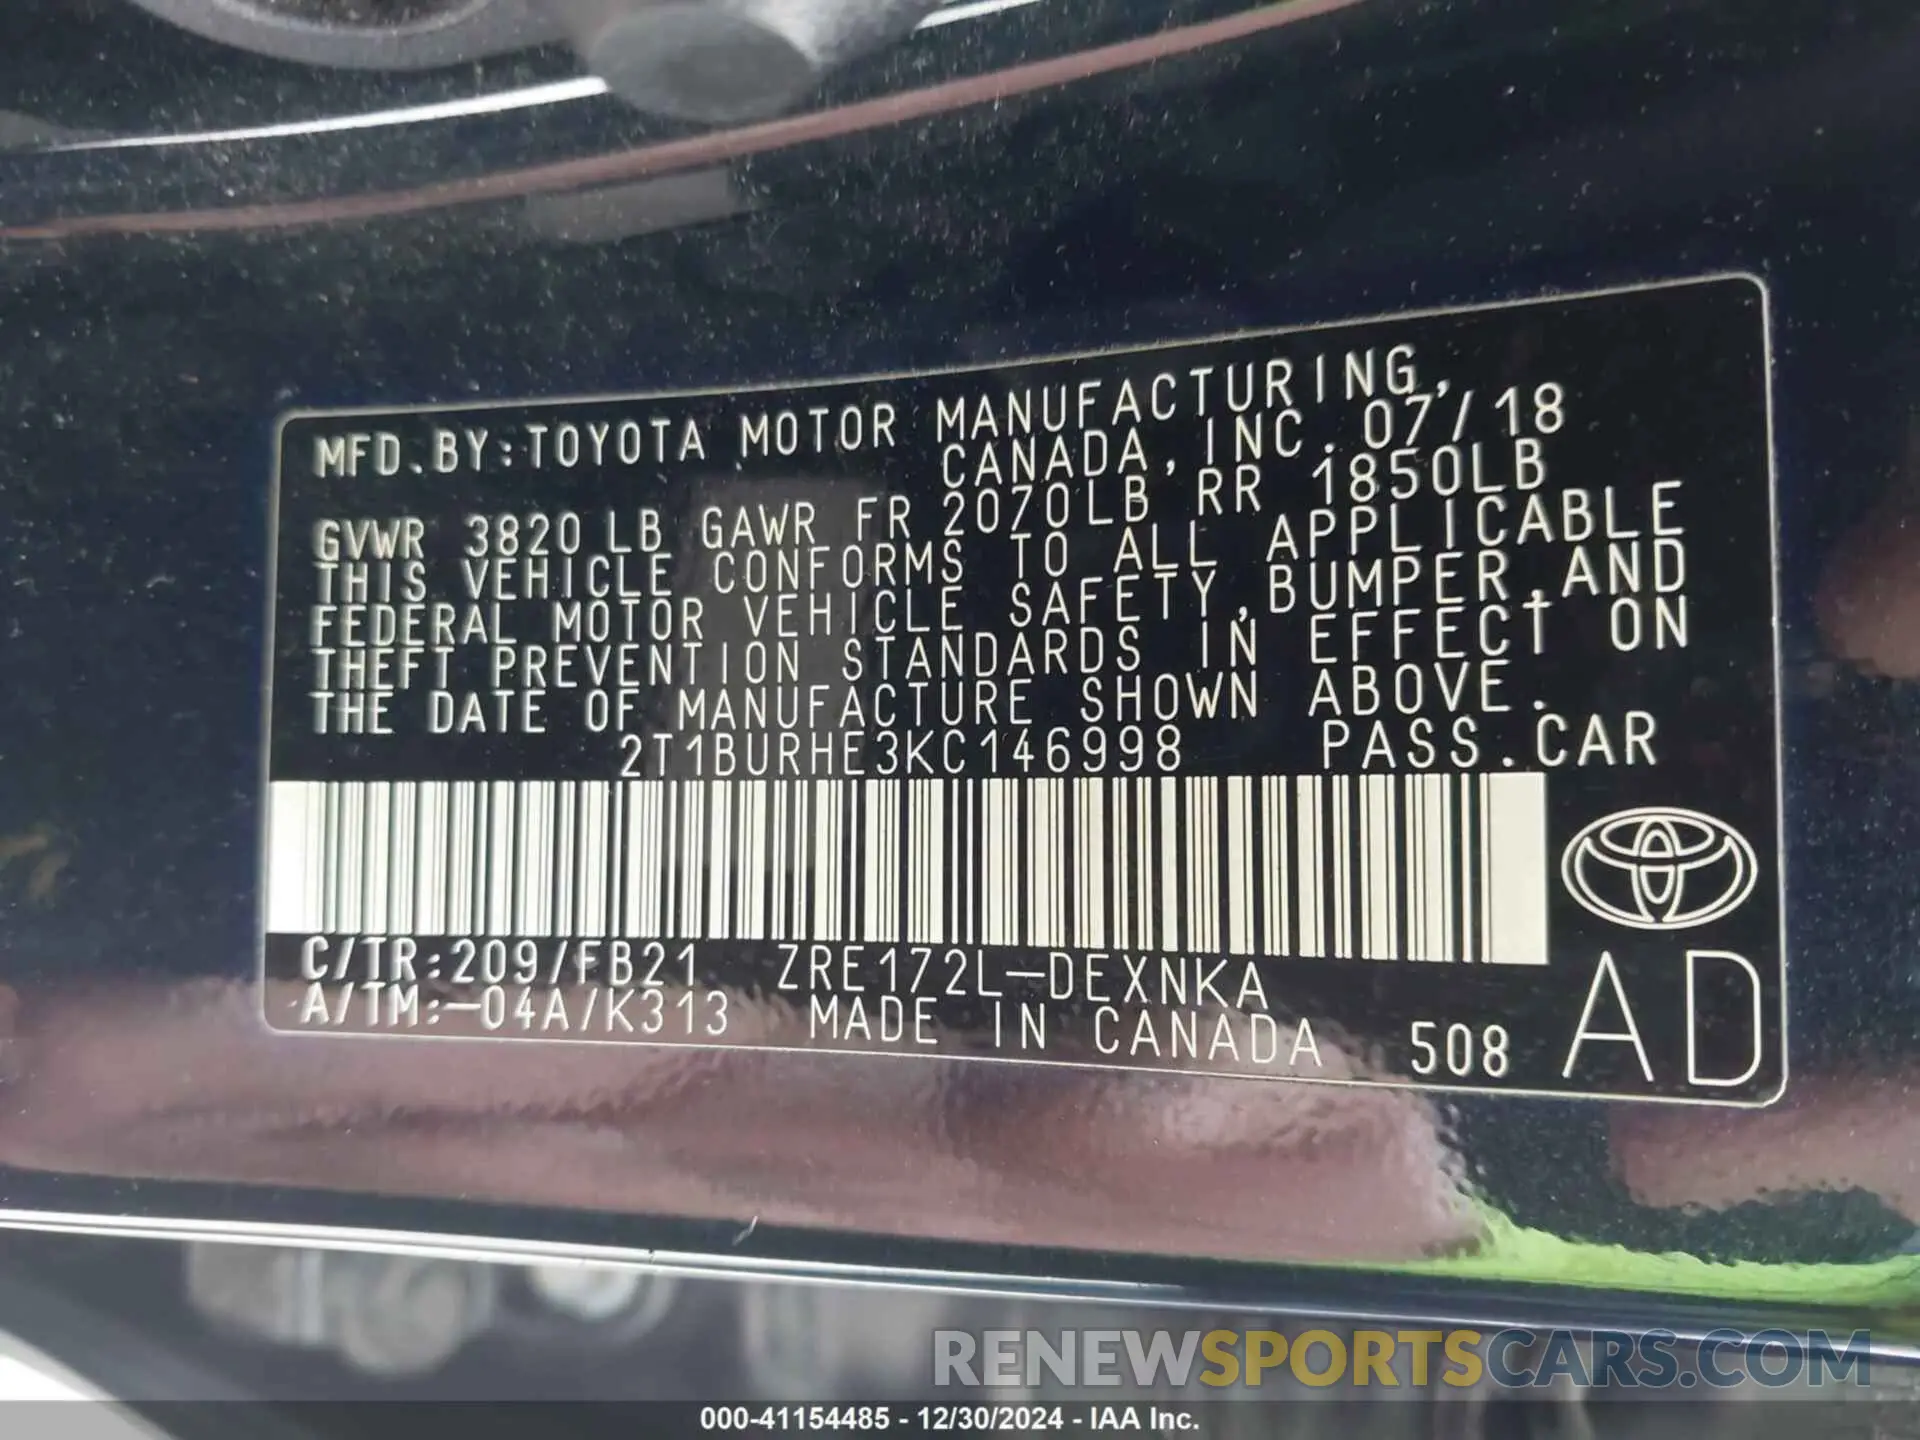 MFD.BY:TOYOTA MOTOR MANUFACTURING,
CANADA, INC. 07/18
GVWR 3820 LB GAWR FR 2070LB RR 1850LB
THIS VEHICLE CONFORMS TO ALL APPLICABLE
FEDERAL MOTOR VEHICLE SAFETY, BUMPER, AND
THEFT PREVENTION STANDARDS IN EFFECT ON
THE DATE OF MANUFACTURE SHOWN ABOVE.
2T1BURHE3KC146998 PASS.CAR
C/TR:209/FB21 ZRE172L-DEXNKA
A/TM:-04A/K313 MADE IN CANADA 508 AD
RENEWSPORTSCARS.COM
000-41154485 - 12/30/2024 - IAA Inc.